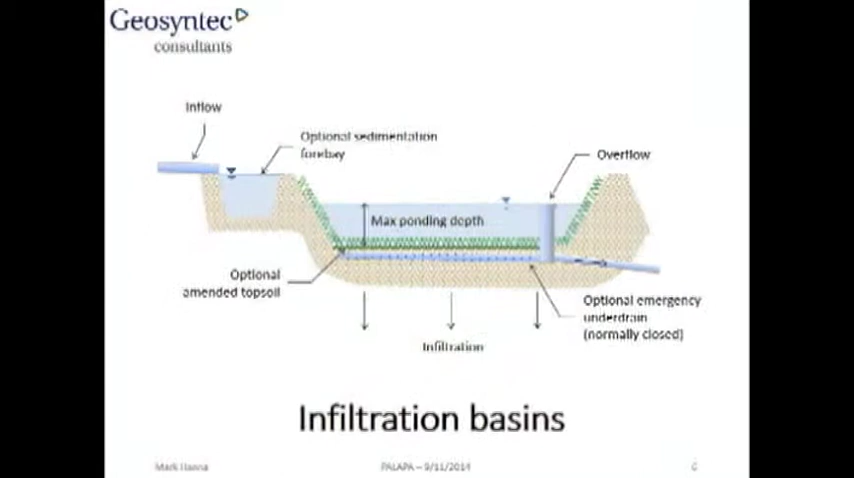 Geosyntec
consultants
Inflow
Optional sedimentation
forebay
Overflow
Max ponding depth
Optional
amended topsoil
Optional emergency
underdrain
(normally closed)
Infiltration
Infiltration basins
Mark Hanna
PALAPA – 9/11/2014